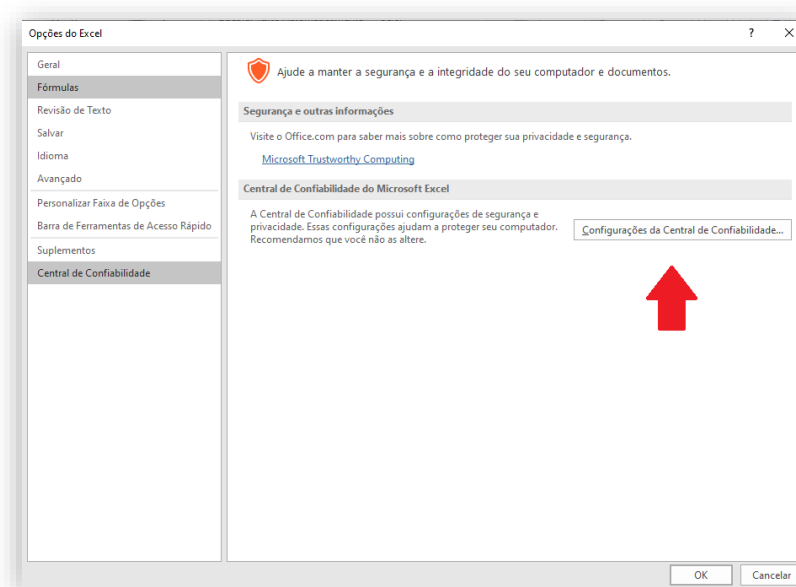 Opções do Excel
?
Geral
Fórmulas
Revisão de Texto
Salvar
Idioma
Avançado
Personalizar Faixa de Opções
Barra de Ferramentas de Acesso Rápido
Suplementos
Central de Confiabilidade
Ajude a manter a segurança e a integridade do seu computador e documentos.
Segurança e outras informações
Visite o Office.com para saber mais sobre como proteger sua privacidade e segurança.
Microsoft Trustworthy Computing
Central de Confiabilidade do Microsoft Excel
A Central de Confiabilidade possui configurações de segurança e
privacidade. Essas configurações ajudam a proteger seu computador.
Recomendamos que você não as altere.
Configurações da Central de Confiabilidade...
OK
Cancelar